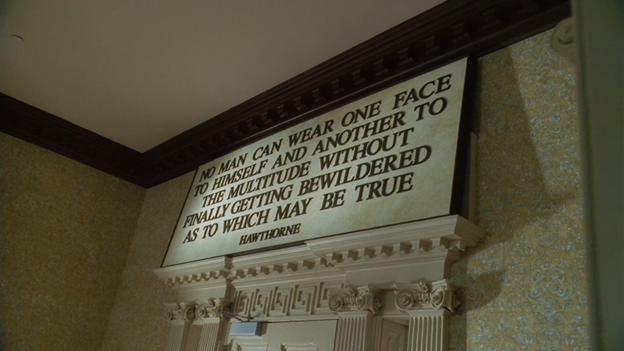 NO MAN CAN WEAR ONE FACE
TO HIMSELF AND ANOTHER TO
THE MULTITUDE WITHOUT
FINALLY GETTING BEWILDERED
AS TO WHICH MAY BE TRUE
HAWTHORNE